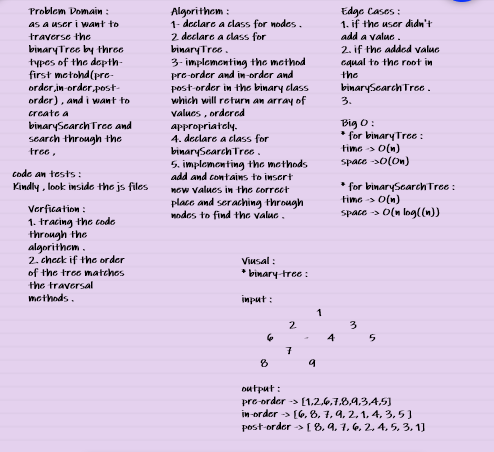 Problem Domain :
as a user i want to
traverse the
binaryTree by three
types of the depth-
first metohd(pre-
order,in-order,post-
order) , and i want to
create a
binarySearchTree and
search through the
tree ,
code an tests :
Kindly , look inside the js files
Verfication :
1. tracing the code
through the
algorithem .
2. check if the order
of the tree matches
the traversal
methods .
Algorithem :
1- declare a class for nodes .
2. declare a class for
binaryTree .
3- implementing the method
pre-order and in-order and
post-order in the binary class
which will return an array of
values , ordered
appropriately.
4. declare a class for
binarySearchTree .
5. implementing the methods
add and contains to insert
new values in the correct
place and seraching through
nodes to find the value .
Edge Cases :
1. if the user didn't
add a value .
2. if the added value
equal to the root in
the
binarySearchTree .
3.
Big O :
* for binaryTree :
time -> O(n)
space ->O(On)
* for binarySearchTree :
time -> O(n)
space -> O(n log((n))
Viusal :
* binary-tree :
input :
1
2 3
6 - 4 5
7
8 9
output :
pre-order -> [1,2,6,7,8,9,3,4,5]
in-order -> [6, 8, 7, 9, 2, 1, 4, 3, 5 ]
post-order -> [ 8, 9, 7, 6, 2, 4, 5, 3, 1]